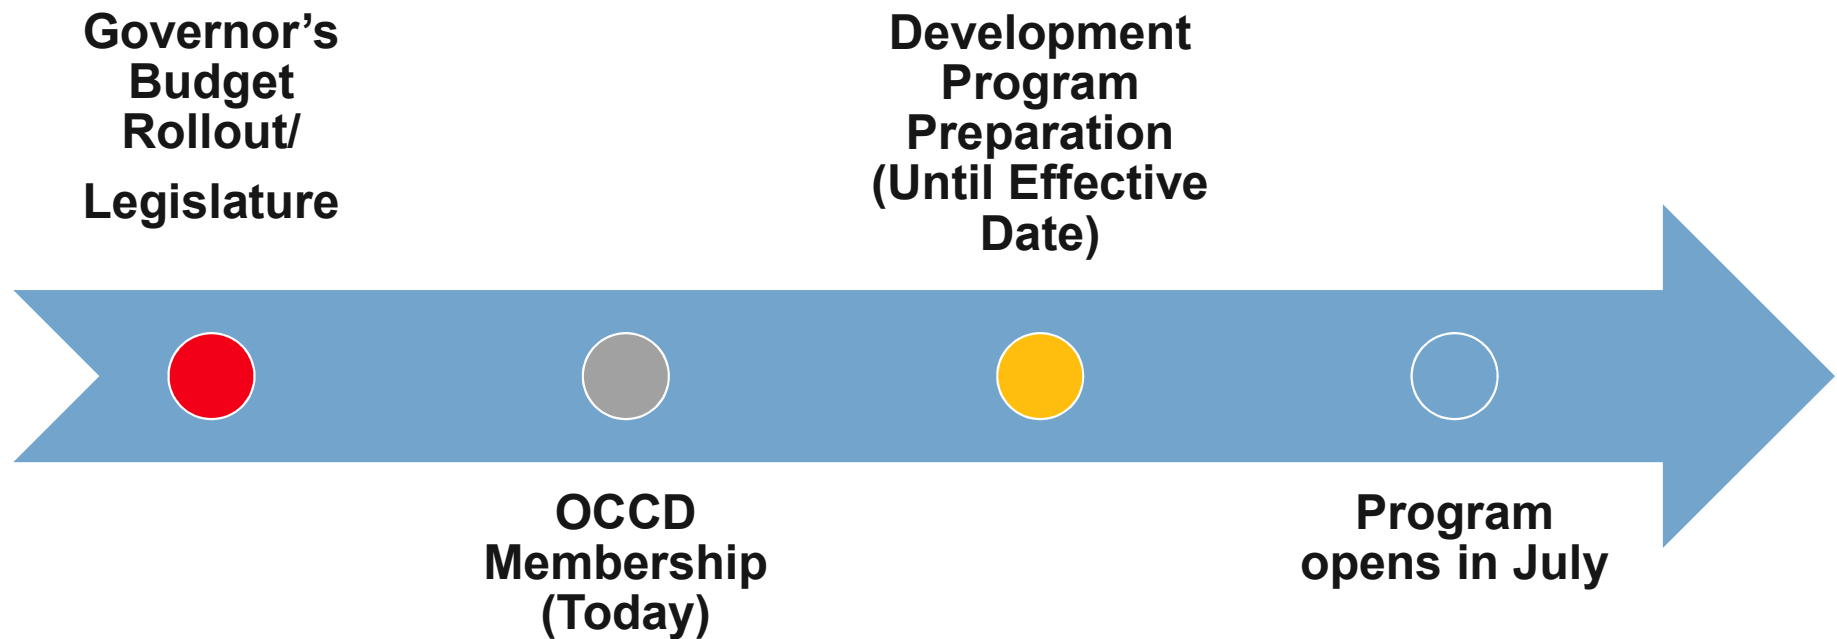 Governor’s
Budget
Rollout/
Legislature
OCCD
Membership
(Today)
Development
Program
Preparation
(Until Effective
Date)
Program
opens in July